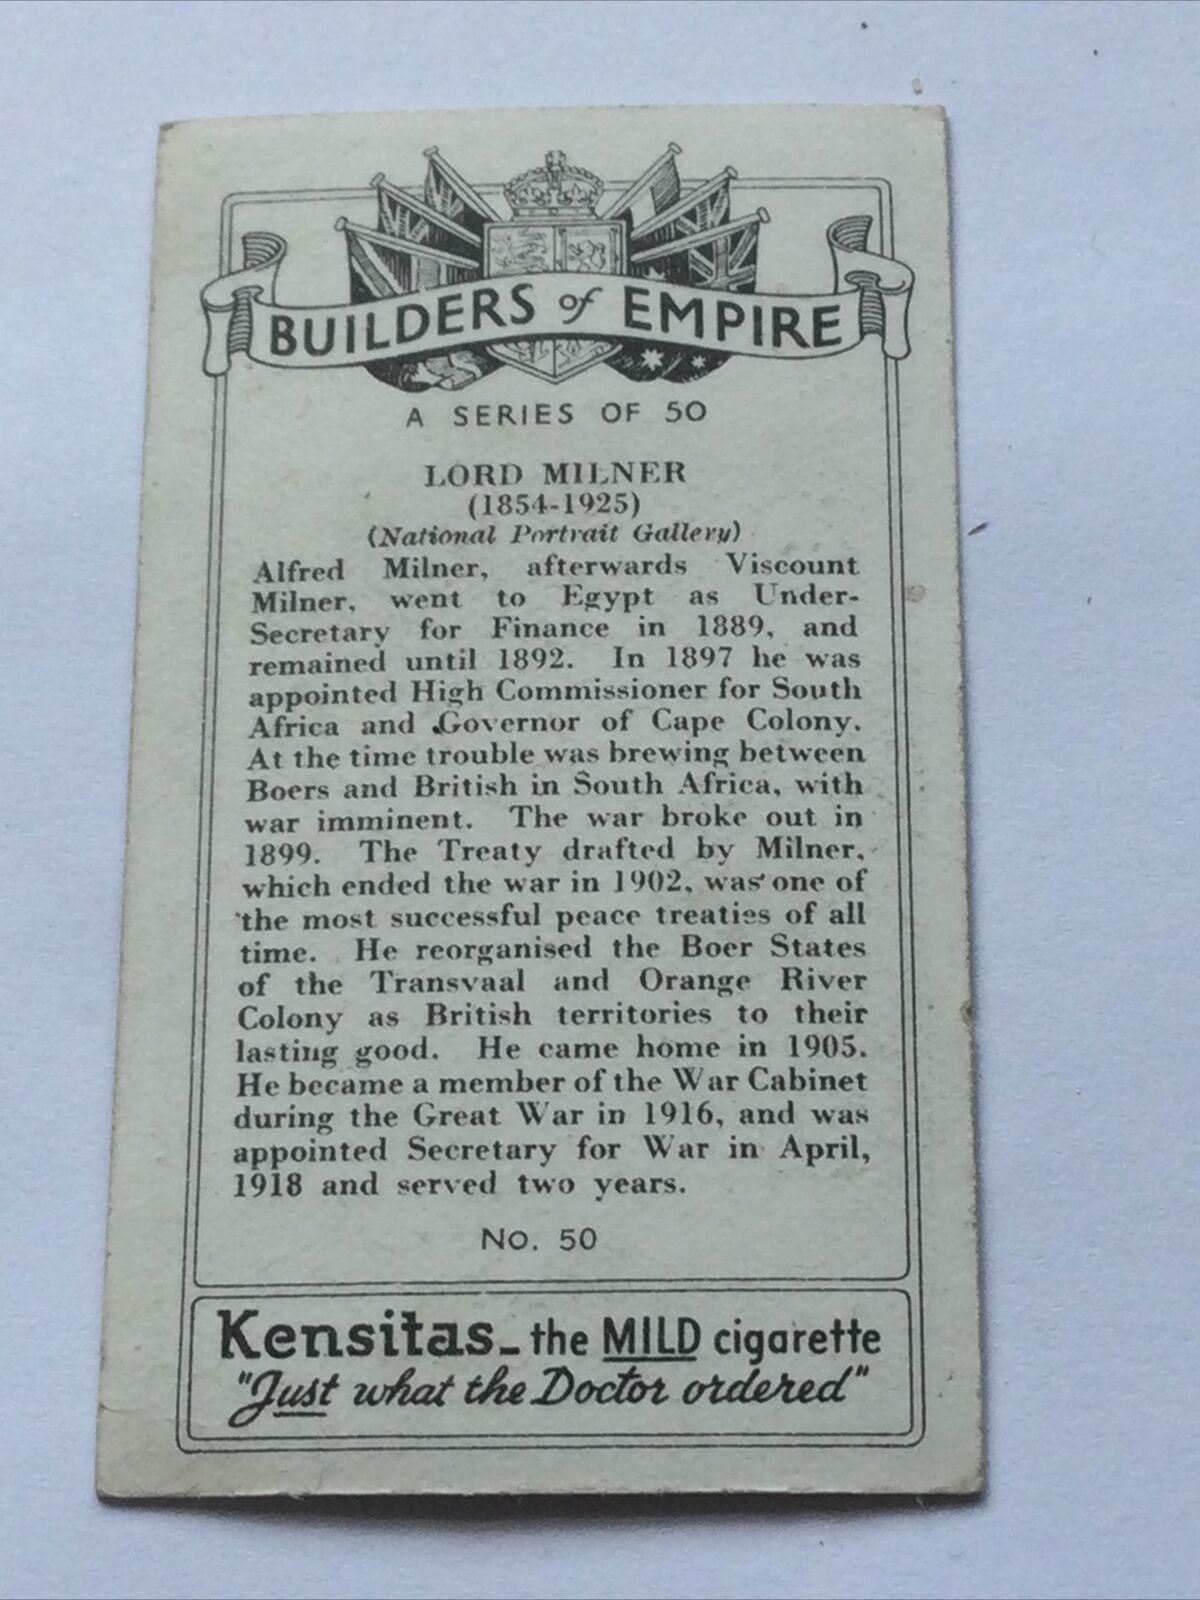 BUILDERS of EMPIRE
A SERIES OF 50
LORD MILNER
(1854-1925)
(National Portrait Gallery)
Alfred Milner, afterwards Viscount
Milner, went to Egypt as Under-
Secretary for Finance in 1889, and
remained until 1892. In 1897 he was
appointed High Commissioner for South
Africa and Governor of Cape Colony.
At the time trouble was brewing between
Boers and British in South Africa, with
war imminent. The war broke out in
1899. The Treaty drafted by Milner,
which ended the war in 1902, was one of
the most successful peace treaties of all
time. He reorganised the Boer States
of the Transvaal and Orange River
Colony as British territories to their
lasting good. He came home in 1905.
He became a member of the War Cabinet
during the Great War in 1916, and was
appointed Secretary for War in April,
1918 and served two years.
No. 50
Kensitas - the MILD cigarette
"Just what the Doctor ordered"